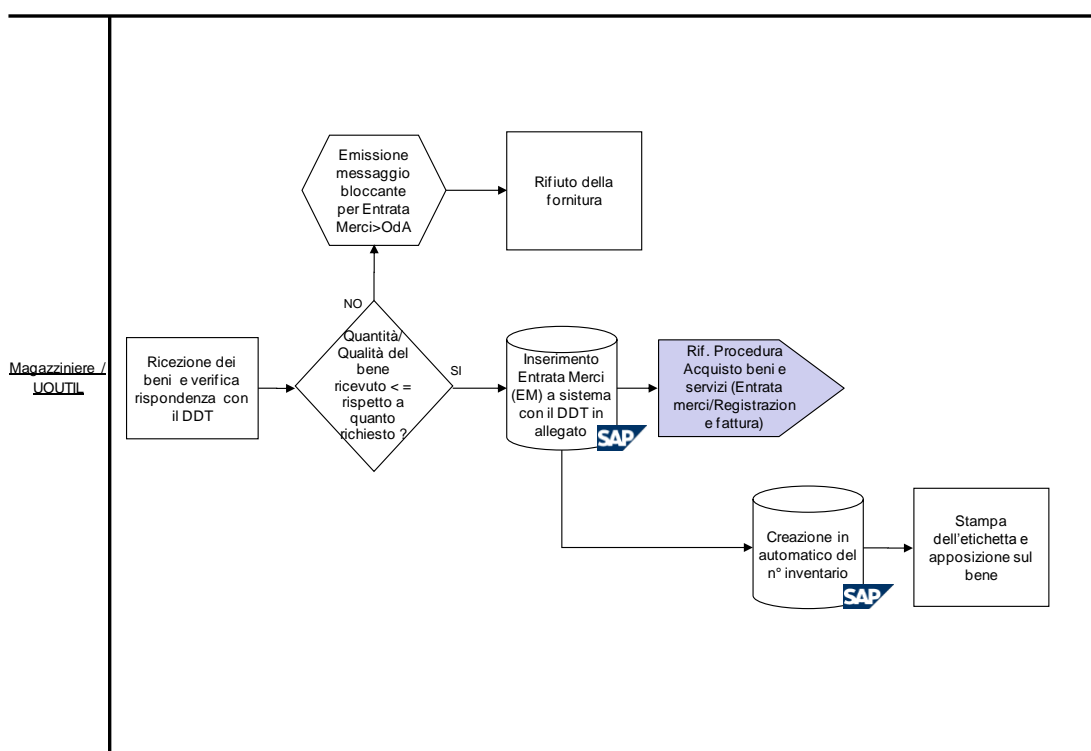 Emissione
messaggio
bloccante
per Entrata
Merci>OdA
Rifiuto della
fornitura
NO
Magazziniere /
UOUTIL
Ricezione dei
beni e verifica
rispondenza con
il DDT
Quantità/
Qualità del
bene
ricevuto < =
rispetto a
quanto
richiesto ?
SI
Inserimento
Entrata Merci
(EM) a sistema
con il DDT in
allegato
SAP
Rif. Procedura
Acquisto beni e
servizi (Entrata
merci/Registrazion
e fattura)
Creazione in
automatico del
n° inventario
SAP
Stampa
dell'etichetta e
apposizione sul
bene